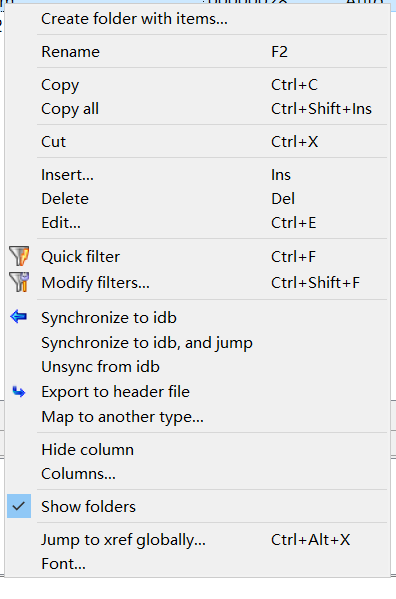 Create folder with items...
Rename F2
Copy Ctrl+C
Copy all Ctrl+Shift+Ins
Cut Ctrl+X
Insert... Ins
Delete Del
Edit... Ctrl+E
Quick filter Ctrl+F
Modify filters... Ctrl+Shift+F
Synchronize to idb
Synchronize to idb, and jump
Unsync from idb
Export to header file
Map to another type...
Hide column
Columns...
Show folders
Jump to xref globally... Ctrl+Alt+X
Font...